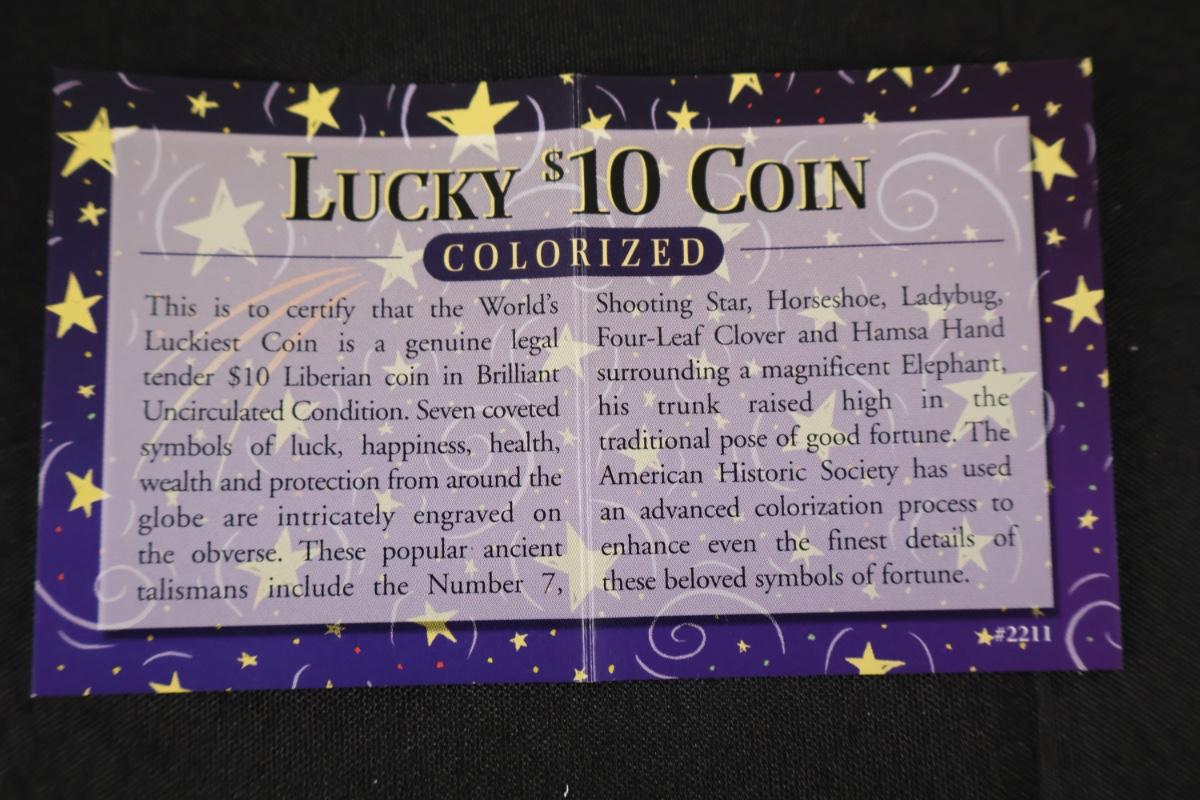 LUCKY $10 COIN
COLORIZED
This is to certify that the World's
Luckiest Coin is a genuine legal
tender $10 Liberian coin in Brilliant
Uncirculated Condition. Seven coveted
symbols of luck, happiness, health,
wealth and protection from around the
globe are intricately engraved on
the obverse. These popular ancient
talismans include the Number 7,
Shooting Star, Horseshoe, Ladybug,
Four-Leaf Clover and Hamsa Hand
surrounding a magnificent Elephant,
his trunk raised high in the
traditional pose of good fortune. The
American Historic Society has used
an advanced colorization process to
enhance even the finest details of
these beloved symbols of fortune.
#2211